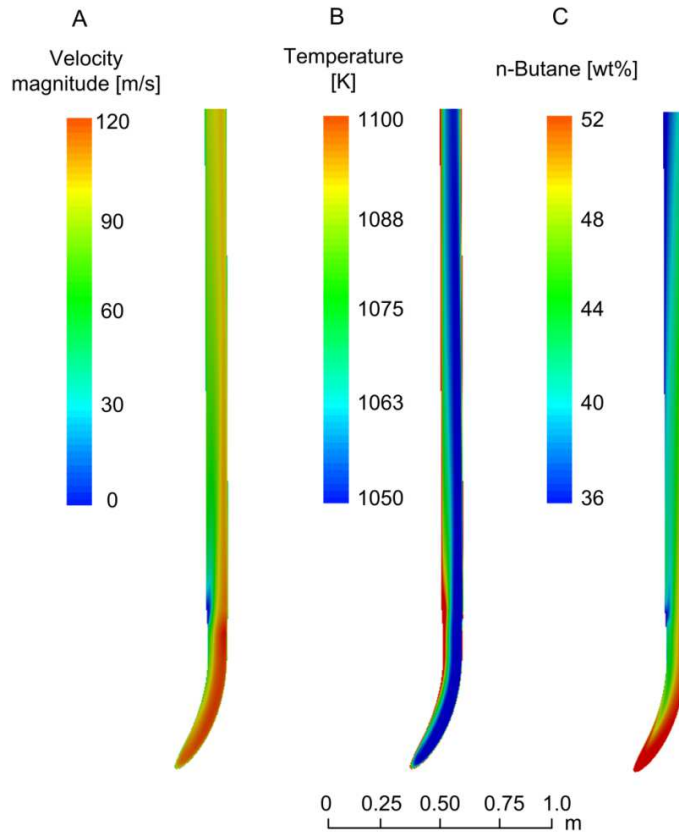 A
B
C
Velocity
magnitude [m/s]
Temperature
[K]
n-Butane [wt%]
120
90
60
30
0
1100
1088
1075
1063
1050
52
48
44
40
36
0 0.25 0.50 0.75 1.0
m